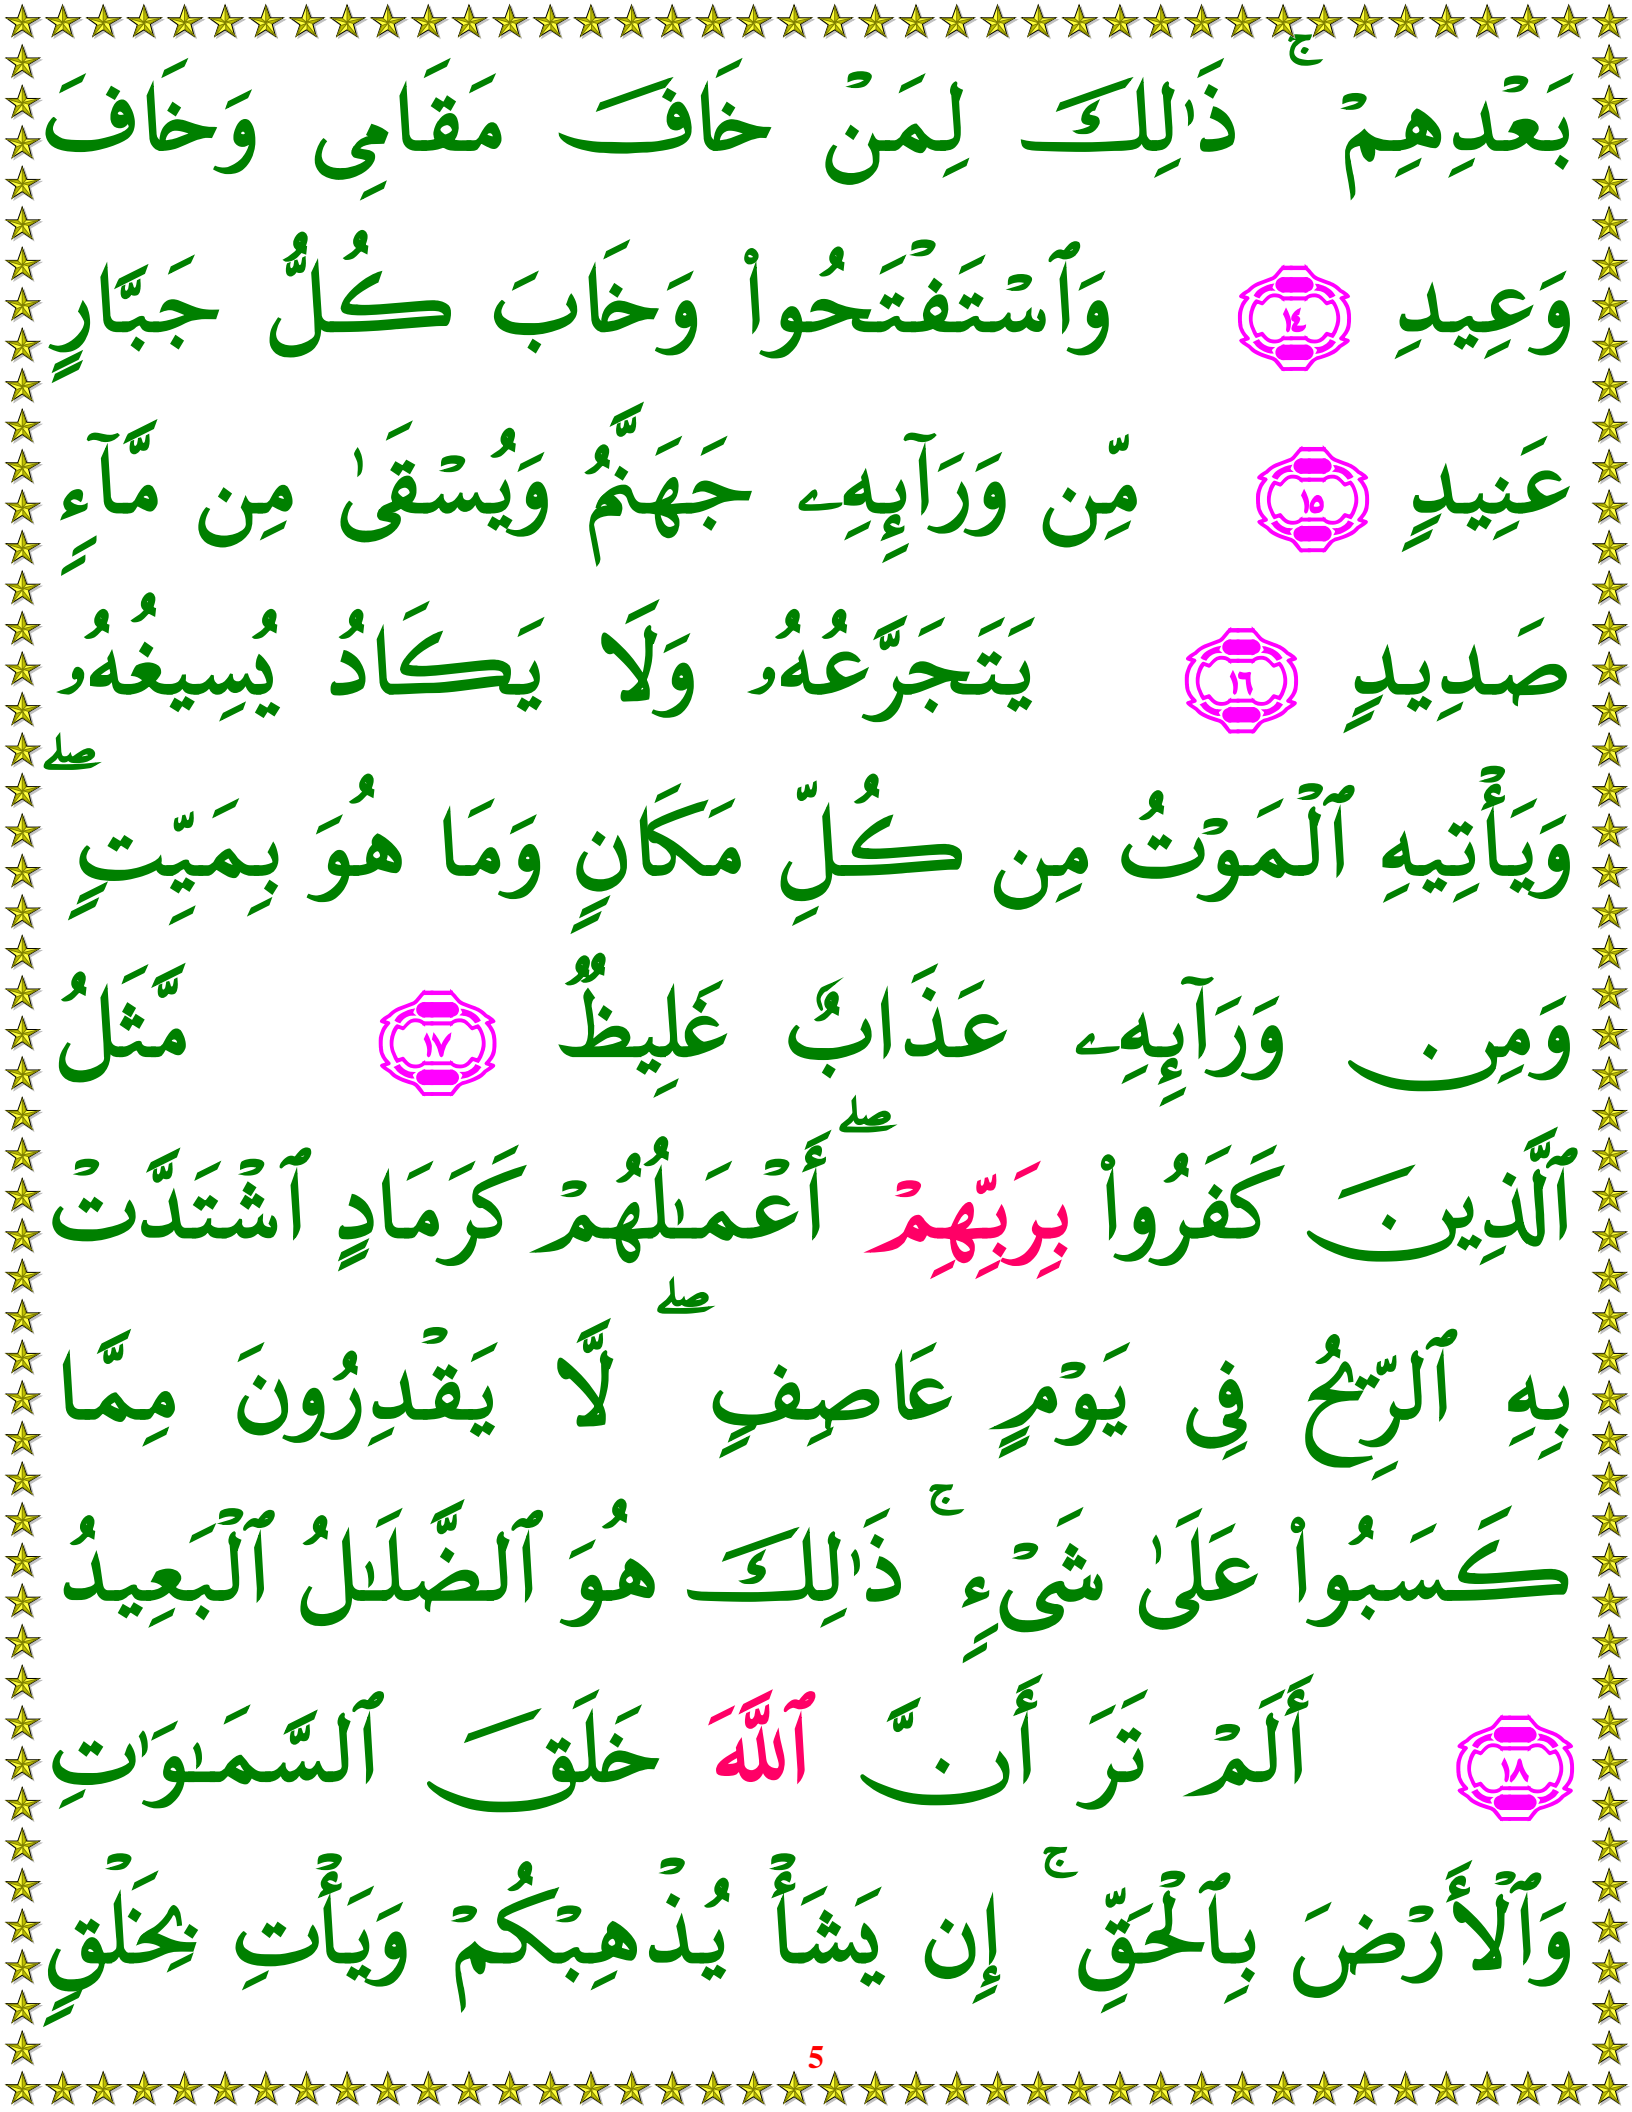 بَعْدِهِمْ ۚ ذَٰلِكَ لِمَنْ خَافَ مَقَامِى وَخَافَ
وَعِيدِ ١٤ وَٱسْتَفْتَحُوا۟ وَخَابَ كُلُّ جَبَّارٍ
عَنِيدٍ ١٥ مِّن وَرَآئِهِۦ جَهَنَّمُ وَيُسْقَىٰ مِن مَّآءٍ
صَدِيدٍ ١٦ يَتَجَرَّعُهُۥ وَلَا يَكَادُ يُسِيغُهُۥ
وَيَأْتِيهِ ٱلْمَوْتُ مِن كُلِّ مَكَانٍ وَمَا هُوَ بِمَيِّتٍ ۖ
وَمِن وَرَآئِهِۦ عَذَابٌ غَلِيظٌ ١٧ مَّثَلُ
ٱلَّذِينَ كَفَرُوا۟ بِرَبِّهِمْ ۖ أَعْمَـٰلُهُمْ كَرَمَادٍ ٱشْتَدَّتْ
بِهِ ٱلرِّيحُ فِى يَوْمٍ عَاصِفٍ ۖ لَّا يَقْدِرُونَ مِمَّا
كَسَبُوا۟ عَلَىٰ شَىْءٍ ۚ ذَٰلِكَ هُوَ ٱلضَّلَـٰلُ ٱلْبَعِيدُ
١٨ أَلَمْ تَرَ أَنَّ ٱللَّهَ خَلَقَ ٱلسَّمَـٰوَٰتِ
وَٱلْأَرْضَ بِٱلْحَقِّ ۚ إِن يَشَأْ يُذْهِبْكُمْ وَيَأْتِ بِخَلْقٍ
5